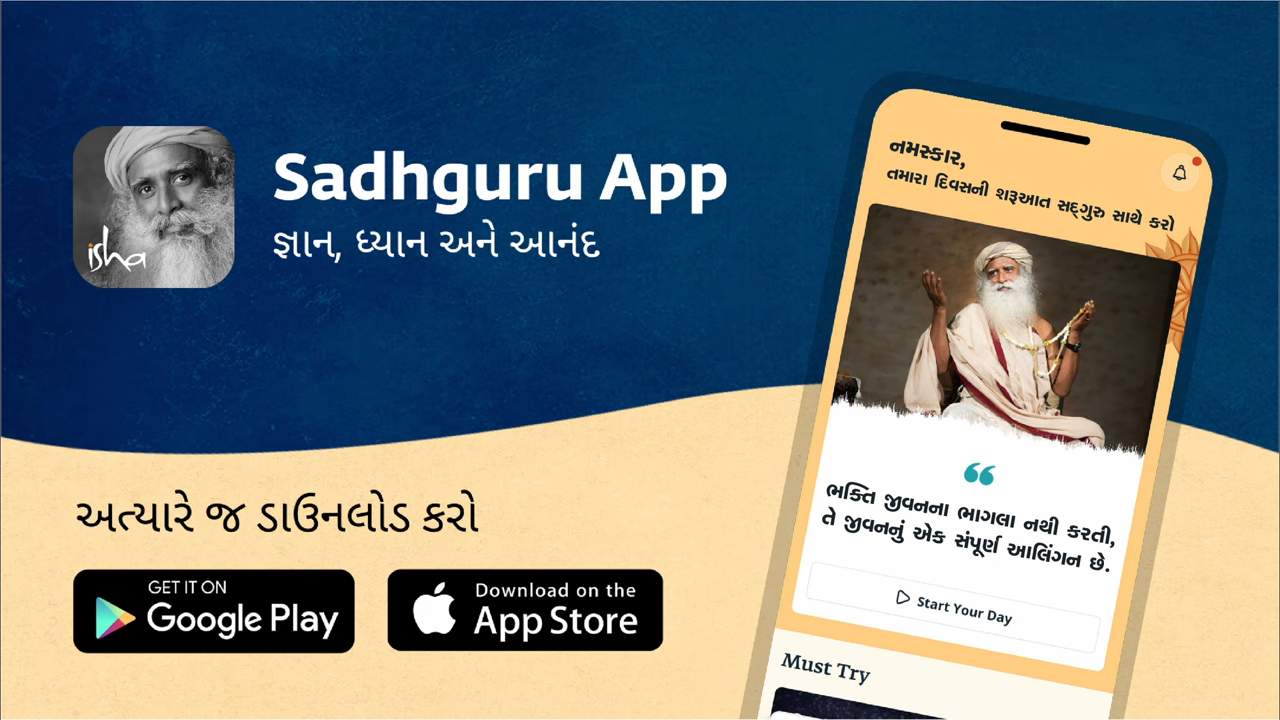 Sadhguru App
જ્ઞાન, ધ્યાન અને આનંદ
isha
અત્યારે જ ડાઉનલોડ કરો
GET IT ON
Google Play
Download on the
App Store
નમસ્કાર,
તમારા દિવસની શરૂઆત સદ્‌ગુરુ સાથે કરો
“
ભક્તિ જીવનના ભાગલા નથી કરતી,
તે જીવનનું એક સંપૂર્ણ આલિંગન છે.
Start Your Day
Must Try